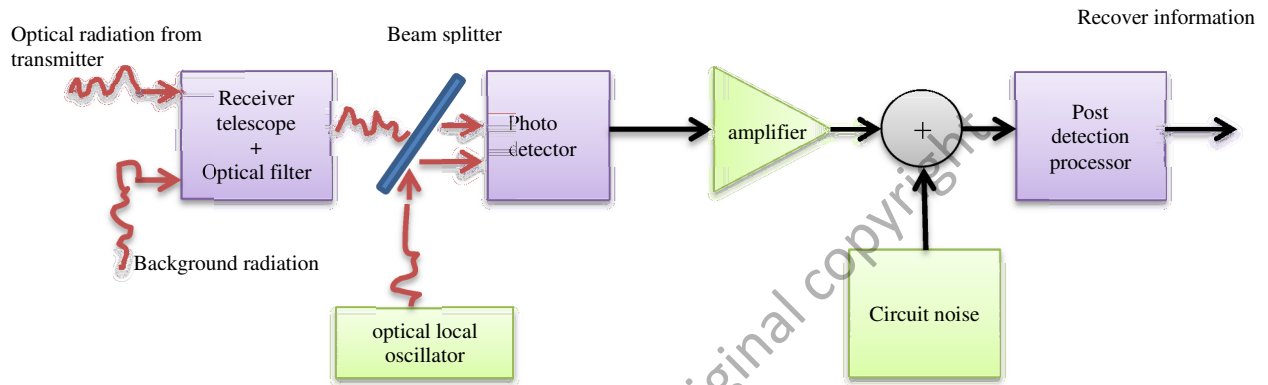 Recover information
Optical radiation from
transmitter
Beam splitter
Receiver
telescope
+
Optical filter
Photo
detector
amplifier
+
Post
detection
processor
Background radiation
optical local
oscillator
Circuit noise
original copyright